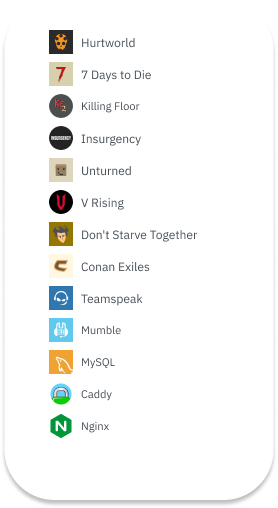 Hurtworld
7 Days to Die
Killing Floor
INSURGENCY
Insurgency
Unturned
V Rising
Don't Starve Together
Conan Exiles
Teamspeak
Mumble
MySQL
Caddy
Nginx